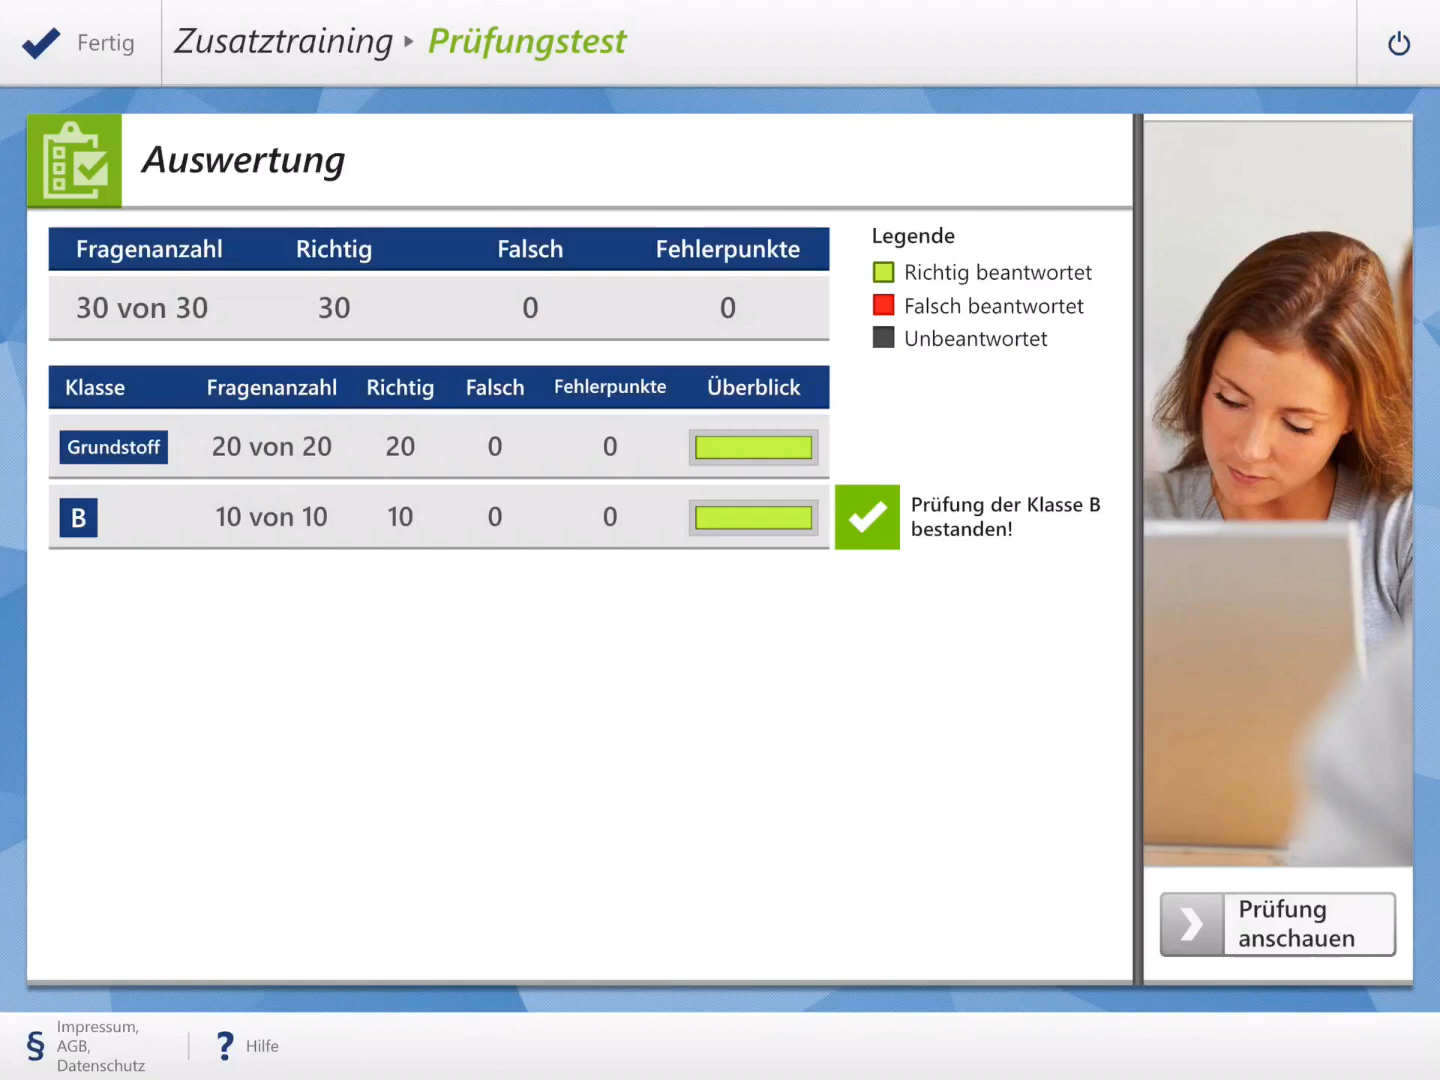 Fertig
Zusatztraining ▸ Prüfungstest
Auswertung
Fragenanzahl Richtig Falsch Fehlerpunkte
30 von 30 30 0 0
Legende
Richtig beantwortet
Falsch beantwortet
Unbeantwortet
Klasse Fragenanzahl Richtig Falsch Fehlerpunkte Überblick
Grundstoff 20 von 20 20 0 0
B 10 von 10 10 0 0
Prüfung der Klasse B
bestanden!
Prüfung
anschauen
§ Impressum,
AGB,
Datenschutz
? Hilfe